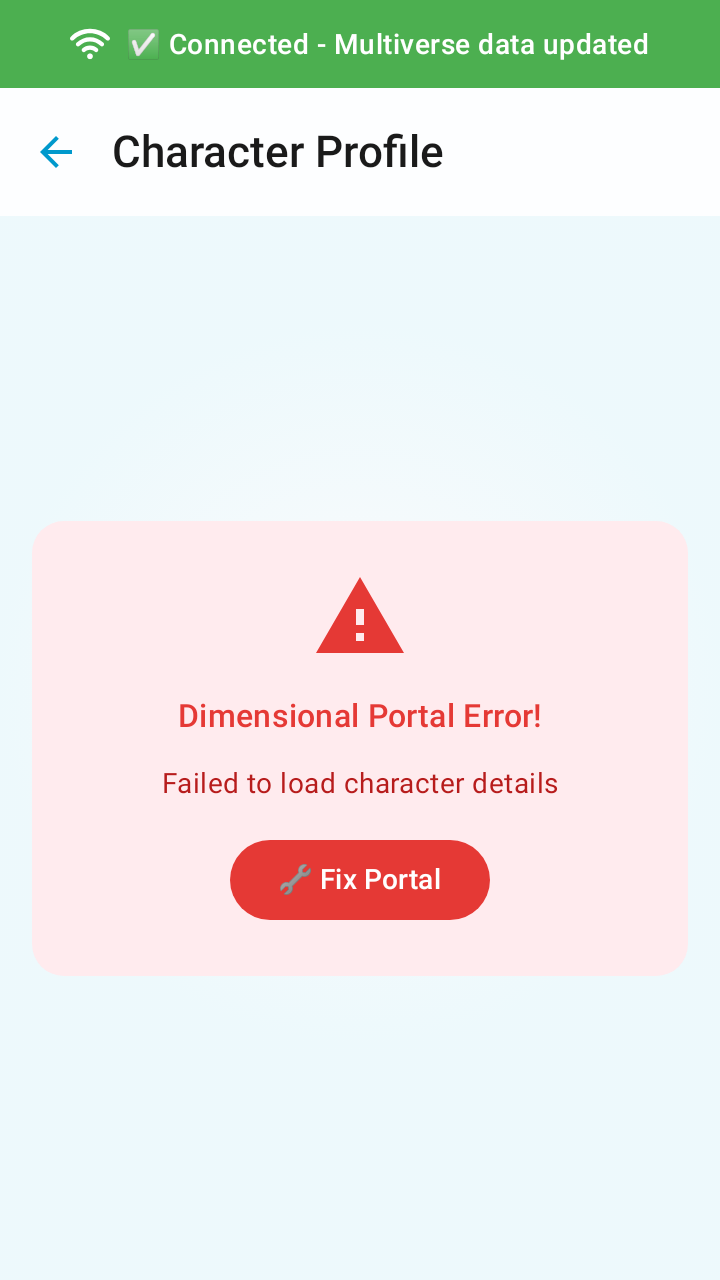 ✅ Connected - Multiverse data updated
Character Profile
Dimensional Portal Error!
Failed to load character details
🔧 Fix Portal